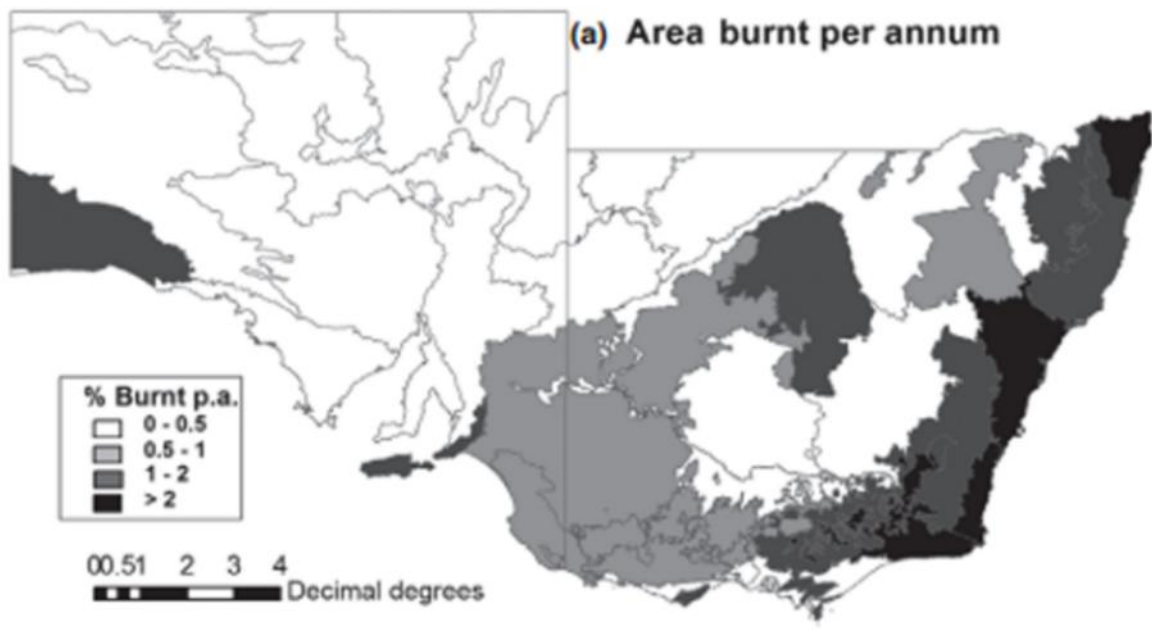 (a) Area burnt per annum
% Burnt p.a.
0 - 0.5
0.5 - 1
1 - 2
> 2
00.51 2 3 4
Decimal degrees